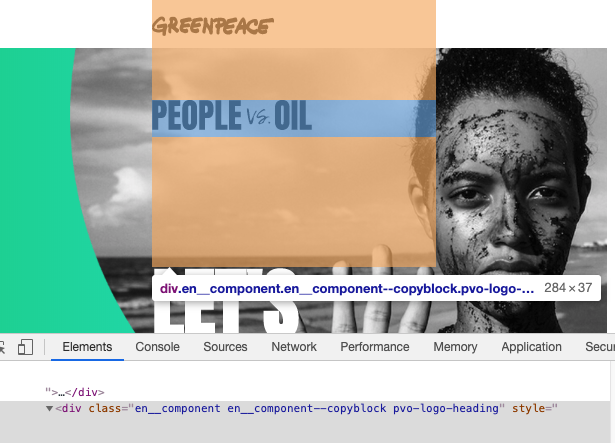 GREENPEACE
PEOPLE VS. OIL
LET'S
div.en__component.en__component--copyblock.pvo-logo-... 284 × 37
Elements Console Sources Network Performance Memory Application Secu
">…</div>
▼<div class="en__component en__component--copyblock pvo-logo-heading" style="